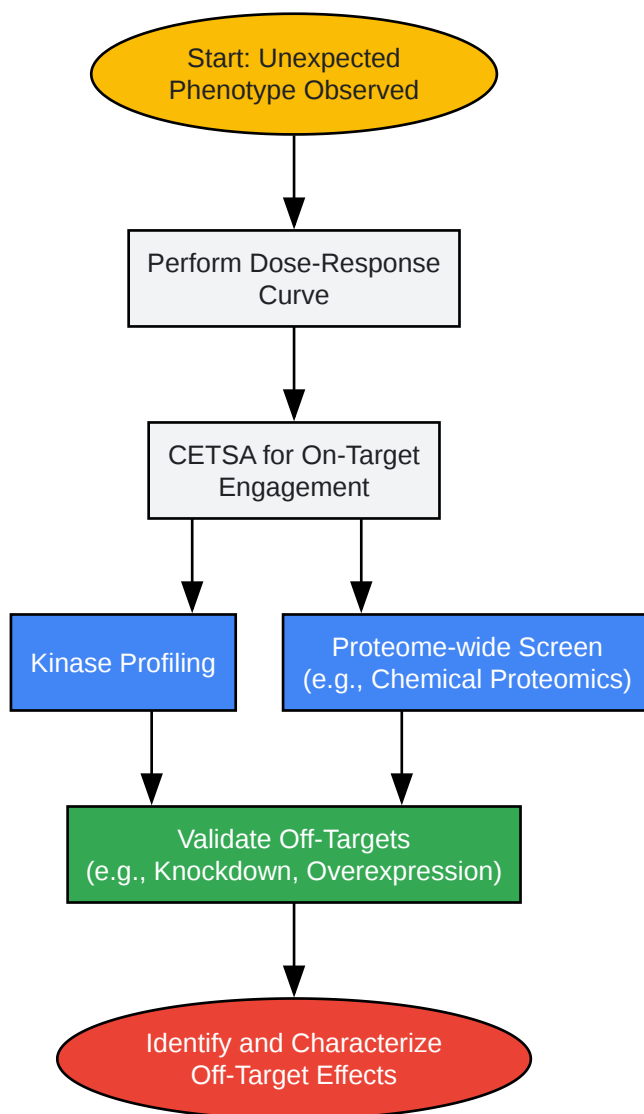 Start: Unexpected
Phenotype Observed
Perform Dose-Response
Curve
CETSA for On-Target
Engagement
Kinase Profiling
Proteome-wide Screen
(e.g., Chemical Proteomics)
Validate Off-Targets
(e.g., Knockdown, Overexpression)
Identify and Characterize
Off-Target Effects